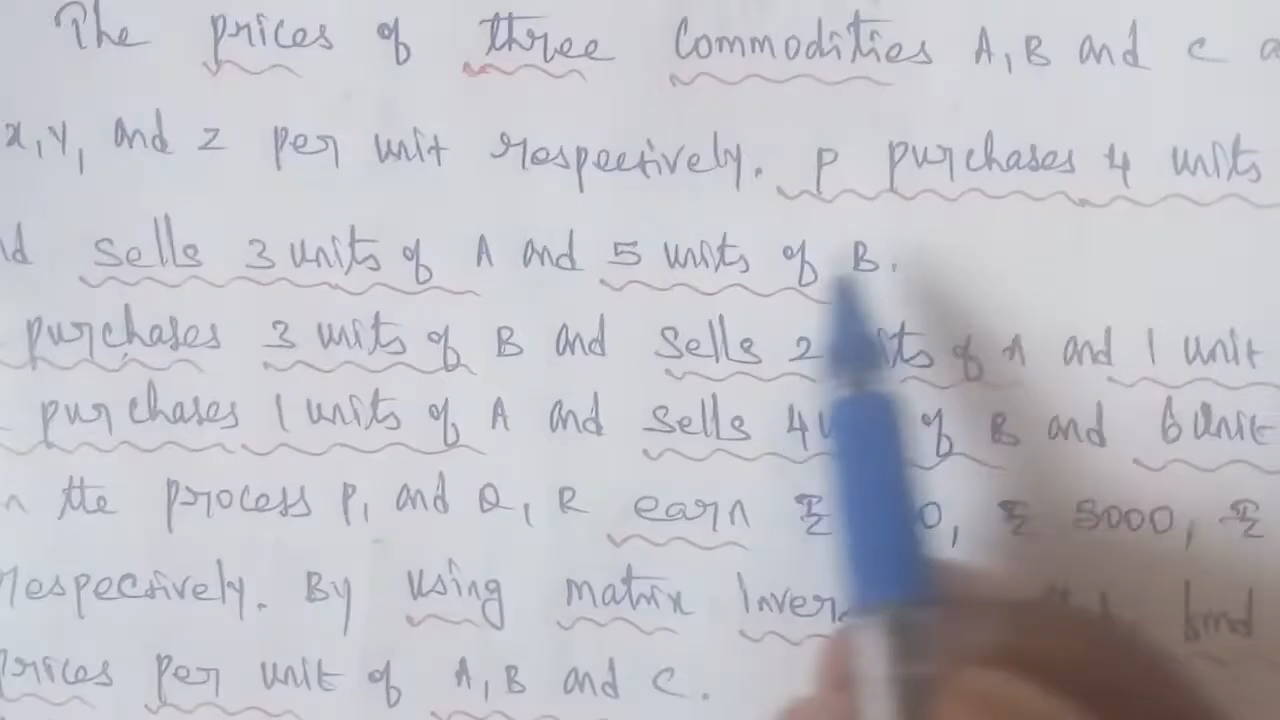 The prices of three Commodities A, B and C
x, y, and z per unit respectively. P purchases 4 units
sells 3 units of A and 5 units of B.
purchases 3 units of B and sells 2 of A and 1 unit
purchases 1 units of A and sells 4 of B and 6 unit
the process P, and Q, R earn ₹ ₹ 5000, ₹
respectively. By using matrix find
prices per unit of A, B and C.